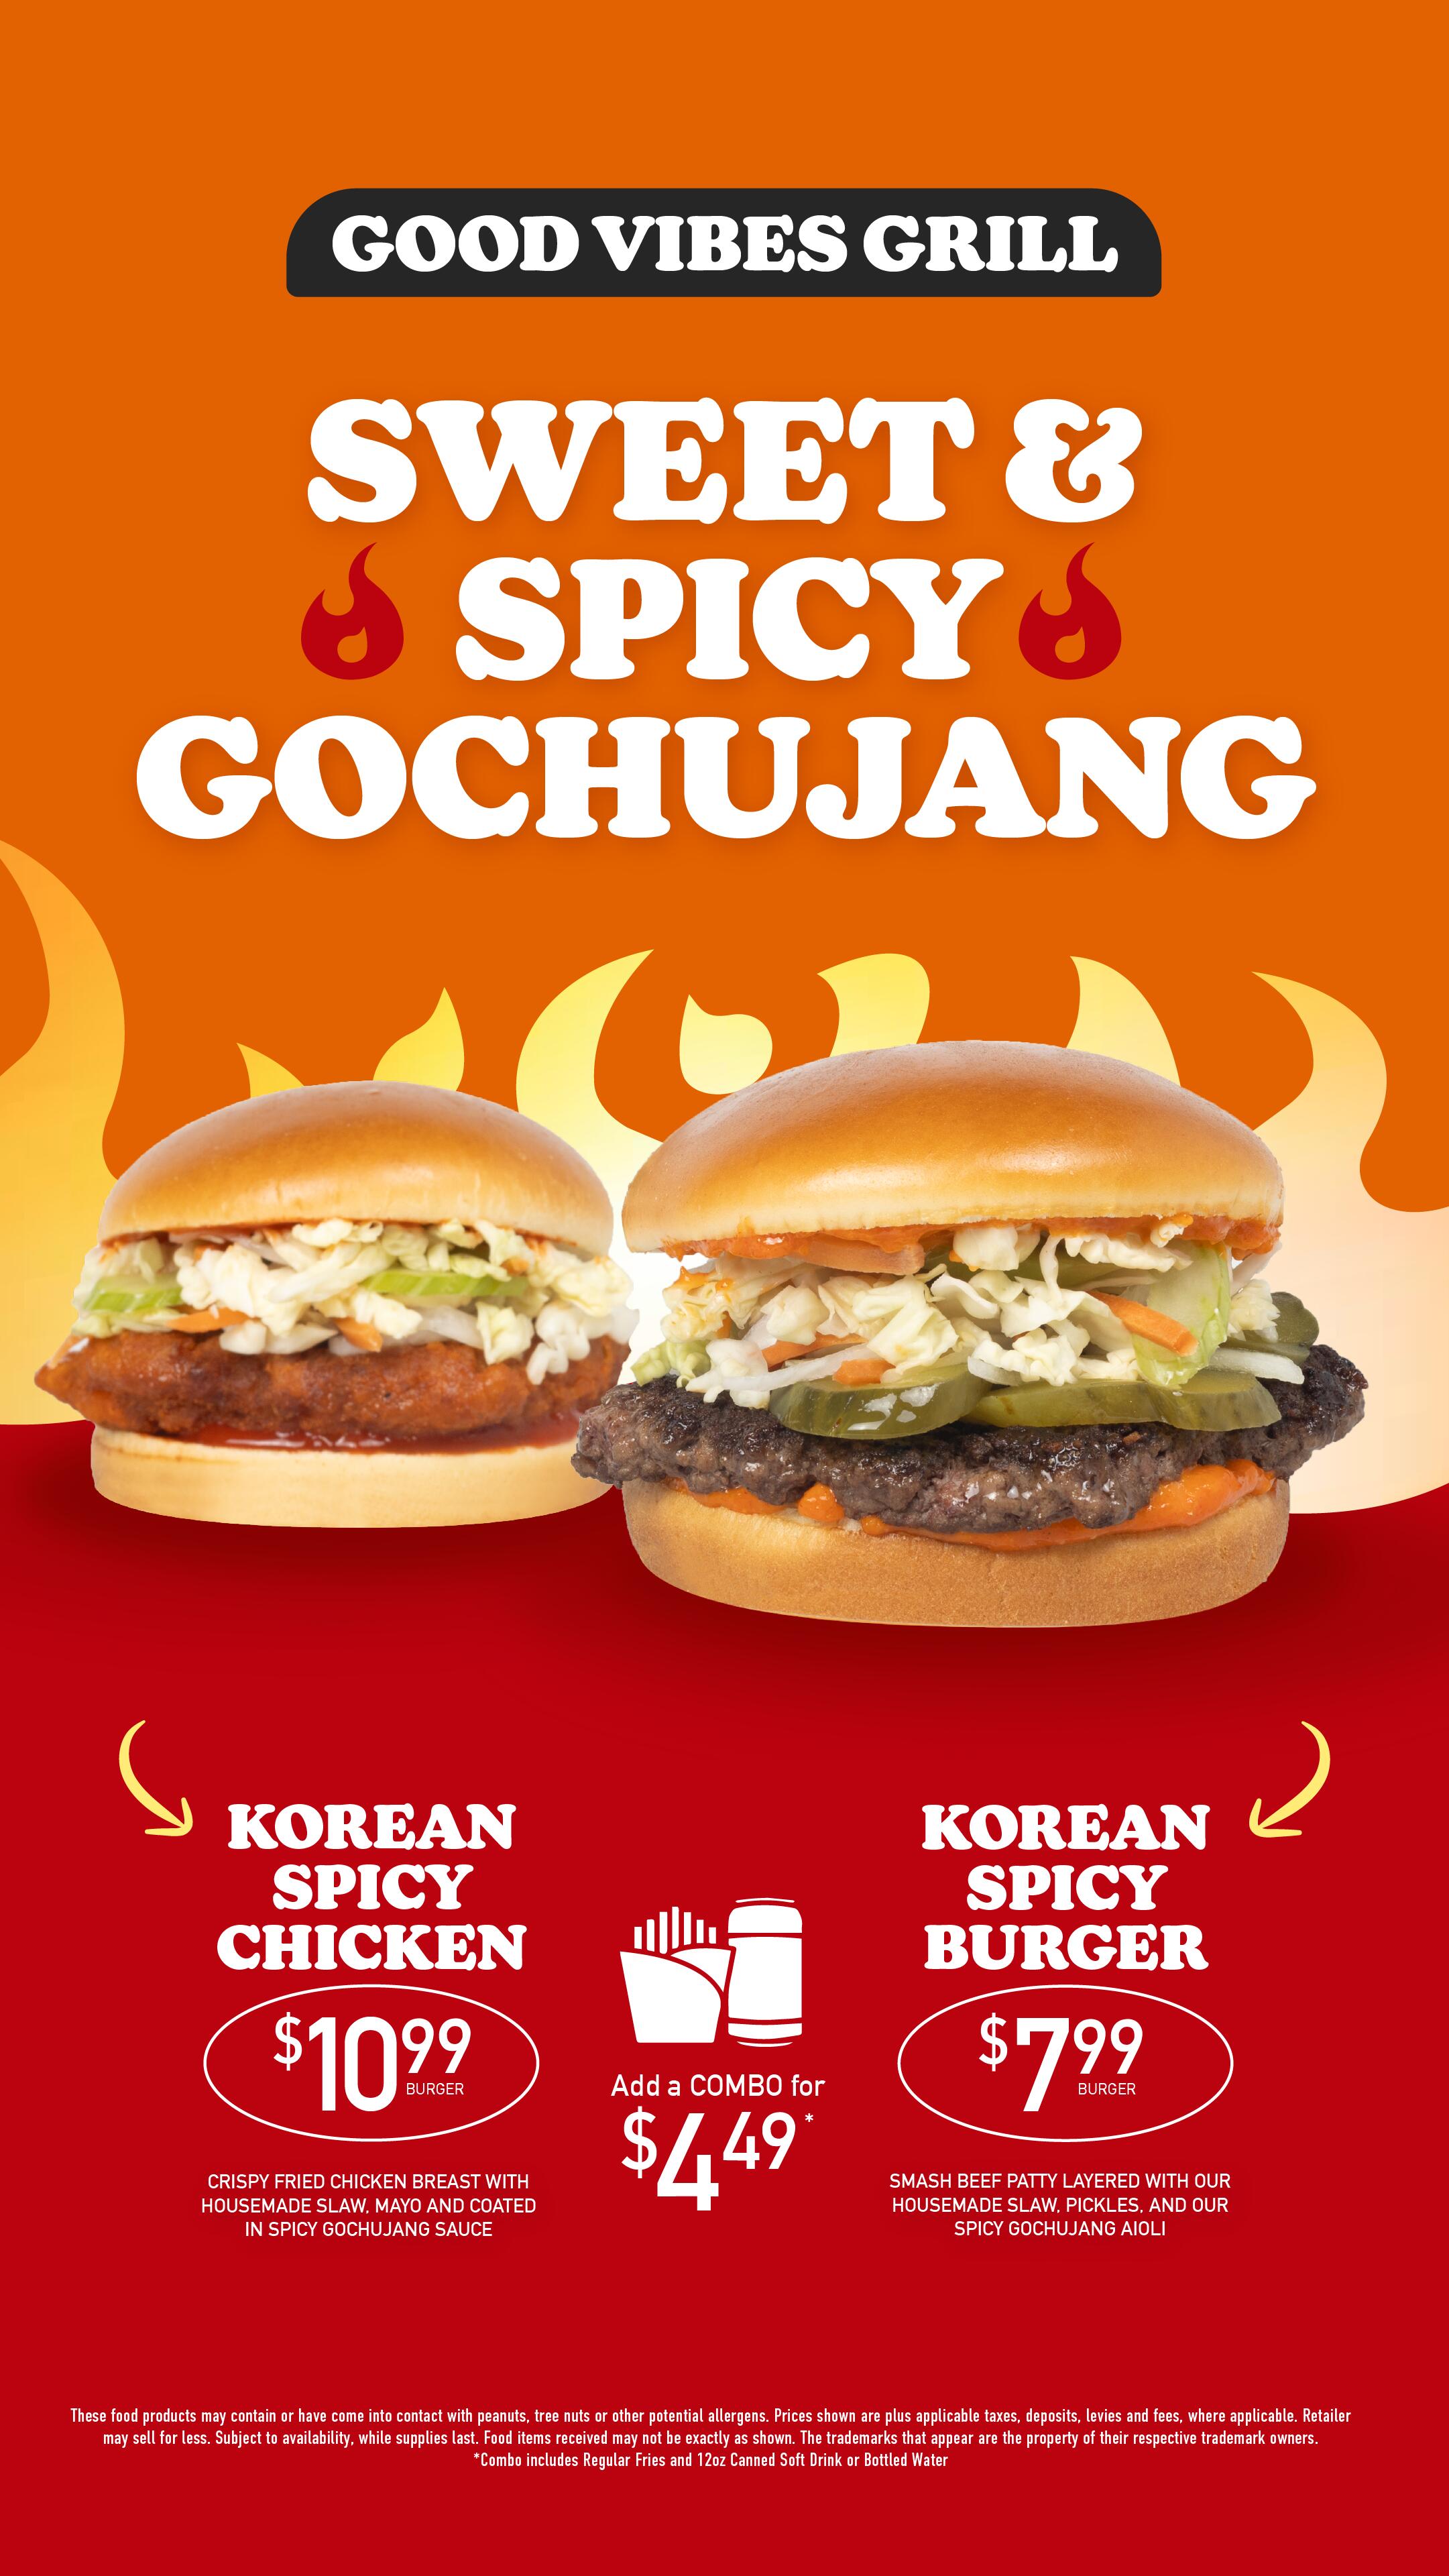 GOOD VIBES GRILL
SWEET &
SPICY
GOCHUJANG
KOREAN
SPICY
CHICKEN
$10.99
BURGER
CRISPY FRIED CHICKEN BREAST WITH
HOUSEMADE SLAW, MAYO AND COATED
IN SPICY GOCHUJANG SAUCE
Add a COMBO for
$4.49*
KOREAN
SPICY
BURGER
$7.99
BURGER
SMASH BEEF PATTY LAYERED WITH OUR
HOUSEMADE SLAW, PICKLES, AND OUR
SPICY GOCHUJANG AIOLI
These food products may contain or have come into contact with peanuts, tree nuts or other potential allergens. Prices shown are plus applicable taxes, deposits, levies and fees, where applicable. Retailer
may sell for less. Subject to availability, while supplies last. Food items received may not be exactly as shown. The trademarks that appear are the property of their respective trademark owners.
*Combo includes Regular Fries and 12oz Canned Soft Drink or Bottled Water